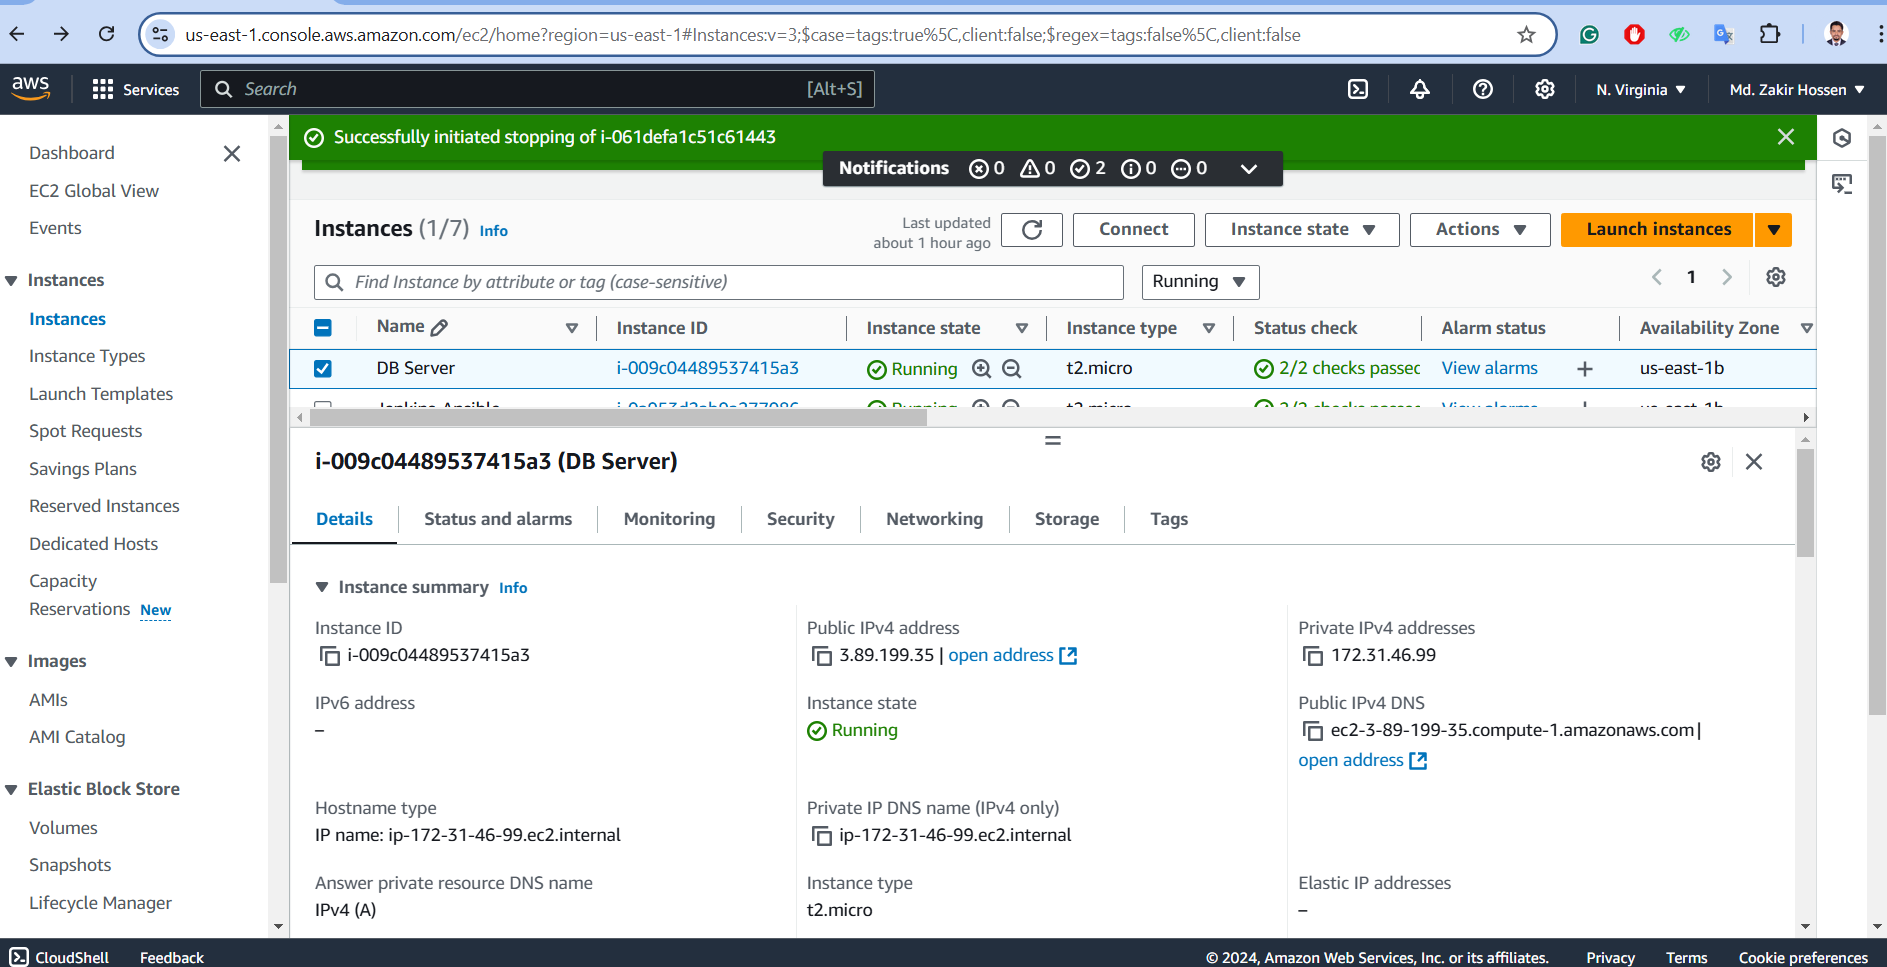 us-east-1.console.aws.amazon.com/ec2/home?region=us-east-1#Instances:v=3;$case=tags:true%5C,client:false;$regex=tags:false%5C,client:false
aws
Services
Search
[Alt+S]
N. Virginia
Md. Zakir Hossen
Dashboard
EC2 Global View
Events
Instances
Instances
Instance Types
Launch Templates
Spot Requests
Savings Plans
Reserved Instances
Dedicated Hosts
Capacity
Reservations New
Images
AMIs
AMI Catalog
Elastic Block Store
Volumes
Snapshots
Lifecycle Manager
Successfully initiated stopping of i-061defa1c51c61443
Notifications 0 0 2 0 0
Instances (1/7) Info
Last updated
about 1 hour ago
Connect
Instance state
Actions
Launch instances
Find Instance by attribute or tag (case-sensitive)
Running
1
Name Instance ID Instance state Instance type Status check Alarm status Availability Zone
DB Server i-009c04489537415a3 Running t2.micro 2/2 checks passec View alarms + us-east-1b
i-009c04489537415a3 (DB Server)
Details Status and alarms Monitoring Security Networking Storage Tags
Instance summary Info
Instance ID
i-009c04489537415a3
Public IPv4 address
3.89.199.35 | open address
Private IPv4 addresses
172.31.46.99
IPv6 address
–
Instance state
Running
Public IPv4 DNS
ec2-3-89-199-35.compute-1.amazonaws.com |
open address
Hostname type
IP name: ip-172-31-46-99.ec2.internal
Private IP DNS name (IPv4 only)
ip-172-31-46-99.ec2.internal
Answer private resource DNS name
IPv4 (A)
Instance type
t2.micro
Elastic IP addresses
–
CloudShell
Feedback
© 2024, Amazon Web Services, Inc. or its affiliates.
Privacy
Terms
Cookie preferences